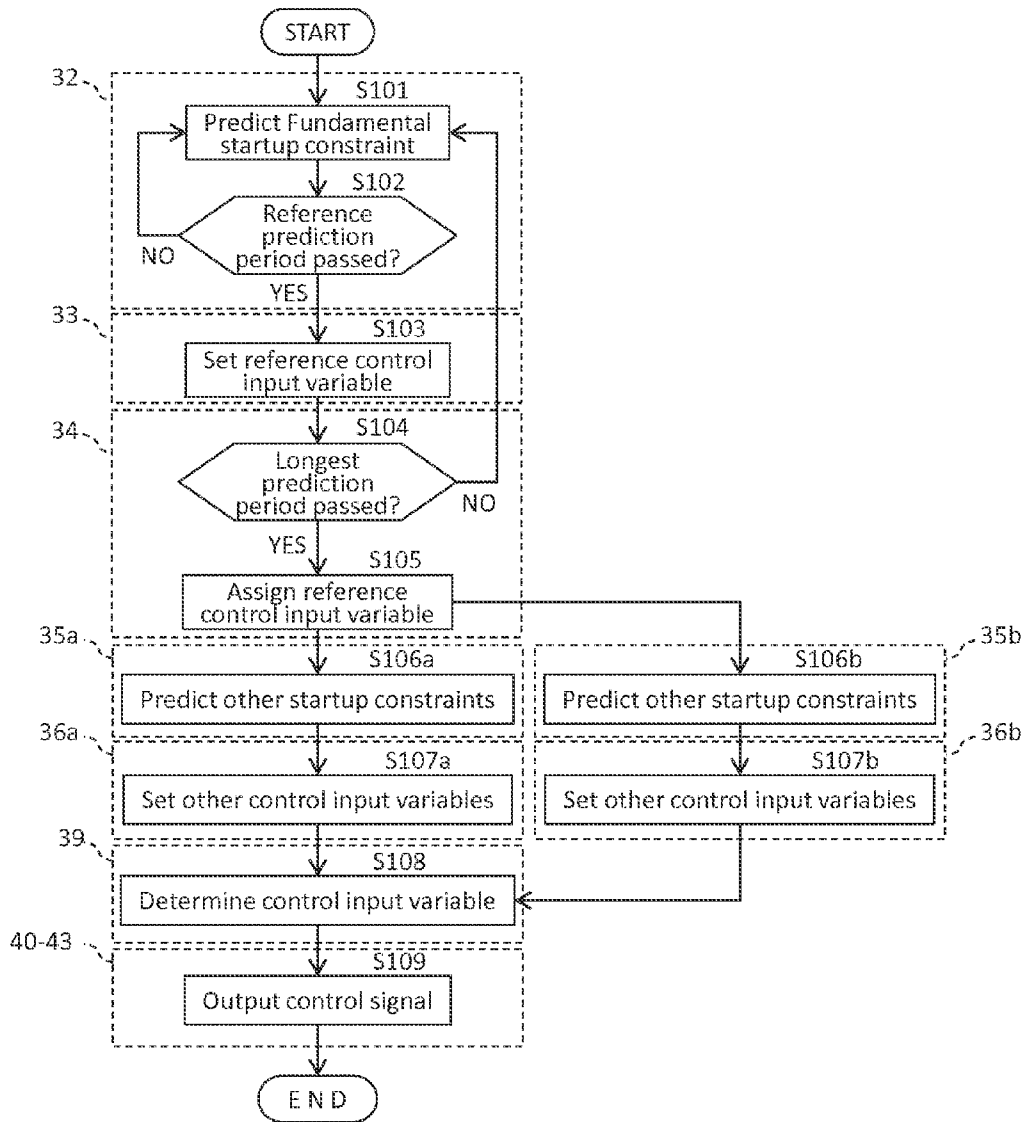 START
32
S101
Predict Fundamental
startup constraint
S102
Reference
prediction
period passed?
NO
YES
33
S103
Set reference control
input variable
34
S104
Longest
prediction
period passed?
NO
YES
S105
Assign reference
control input variable
35a
S106a
Predict other startup constraints
S106b
35b
Predict other startup constraints
36a
S107a
Set other control input variables
S107b
36b
Set other control input variables
39
S108
Determine control input variable
40-43
S109
Output control signal
E N D